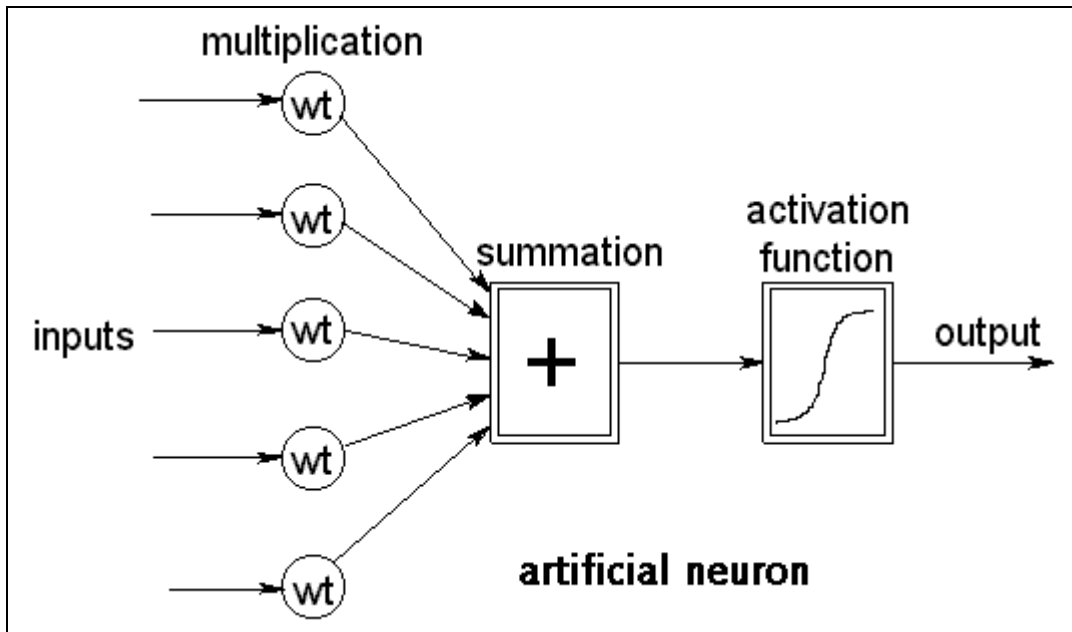 multiplication
wt
wt
activation
summation
function
inputs
wt
+
output
wt
wt
artificial neuron